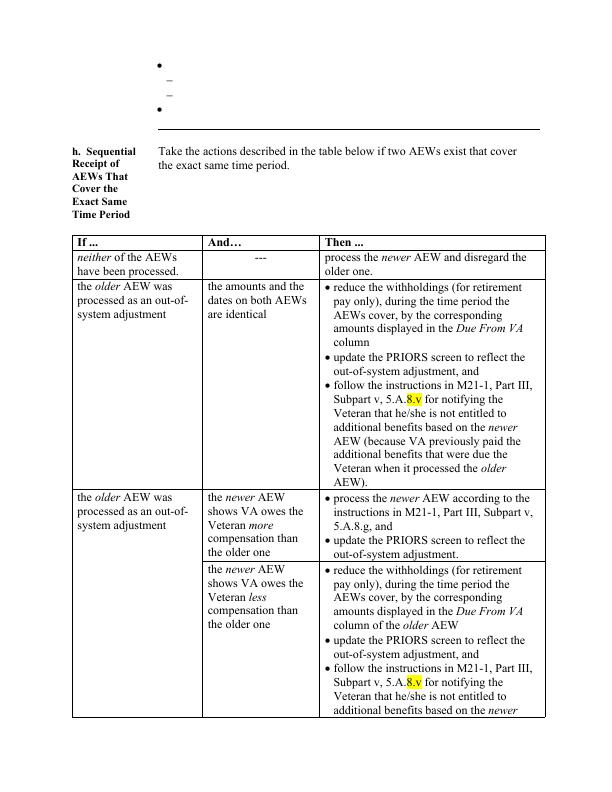 •
–
–
•
h. Sequential
Receipt of
AEWs That
Cover the
Exact Same
Time Period
Take the actions described in the table below if two AEWs exist that cover
the exact same time period.
If ...
And…
Then ...
neither of the AEWs
have been processed.
---
process the newer AEW and disregard the
older one.
the older AEW was
processed as an out-of-
system adjustment
the amounts and the
dates on both AEWs
are identical
• reduce the withholdings (for retirement
pay only), during the time period the
AEWs cover, by the corresponding
amounts displayed in the Due From VA
column
• update the PRIORS screen to reflect the
out-of-system adjustment, and
• follow the instructions in M21-1, Part III,
Subpart v, 5.A.8.v for notifying the
Veteran that he/she is not entitled to
additional benefits based on the newer
AEW (because VA previously paid the
additional benefits that were due the
Veteran when it processed the older
AEW).
the older AEW was
processed as an out-of-
system adjustment
the newer AEW
shows VA owes the
Veteran more
compensation than
the older one
• process the newer AEW according to the
instructions in M21-1, Part III, Subpart v,
5.A.8.g, and
• update the PRIORS screen to reflect the
out-of-system adjustment.
the newer AEW
shows VA owes the
Veteran less
compensation than
the older one
• reduce the withholdings (for retirement
pay only), during the time period the
AEWs cover, by the corresponding
amounts displayed in the Due From VA
column of the older AEW
• update the PRIORS screen to reflect the
out-of-system adjustment, and
• follow the instructions in M21-1, Part III,
Subpart v, 5.A.8.v for notifying the
Veteran that he/she is not entitled to
additional benefits based on the newer